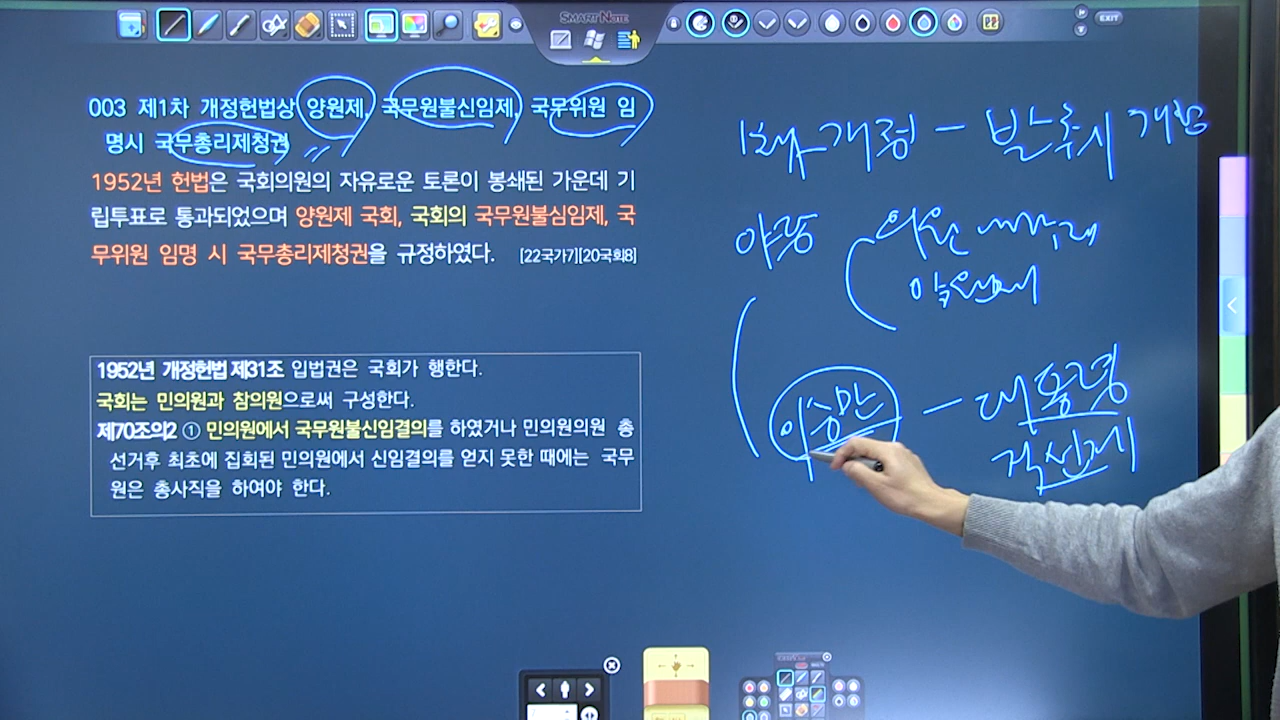 SMART NOTE
EXIT
003 제1차 개정헌법상 양원제, 국무원불신임제, 국무위원 임
명시 국무총리제청권
1952년 헌법은 국회의원의 자유로운 토론이 봉쇄된 가운데 기
립투표로 통과되었으며 양원제 국회, 국회의 국무원불심임제, 국
무위원 임명 시 국무총리제청권을 규정하였다. [22국가7][20국회8]
1952년 개정헌법 제31조 입법권은 국회가 행한다.
국회는 민의원과 참의원으로써 구성한다.
제70조의2 ① 민의원에서 국무원불신임결의를 하였거나 민의원의원 총
선거후 최초에 집회된 민의원에서 신임결의를 얻지 못한 때에는 국무
원은 총사직을 하여야 한다.
1차 개정 - 발췌 개헌
야당
양원제
이승만 - 대통령
직선제